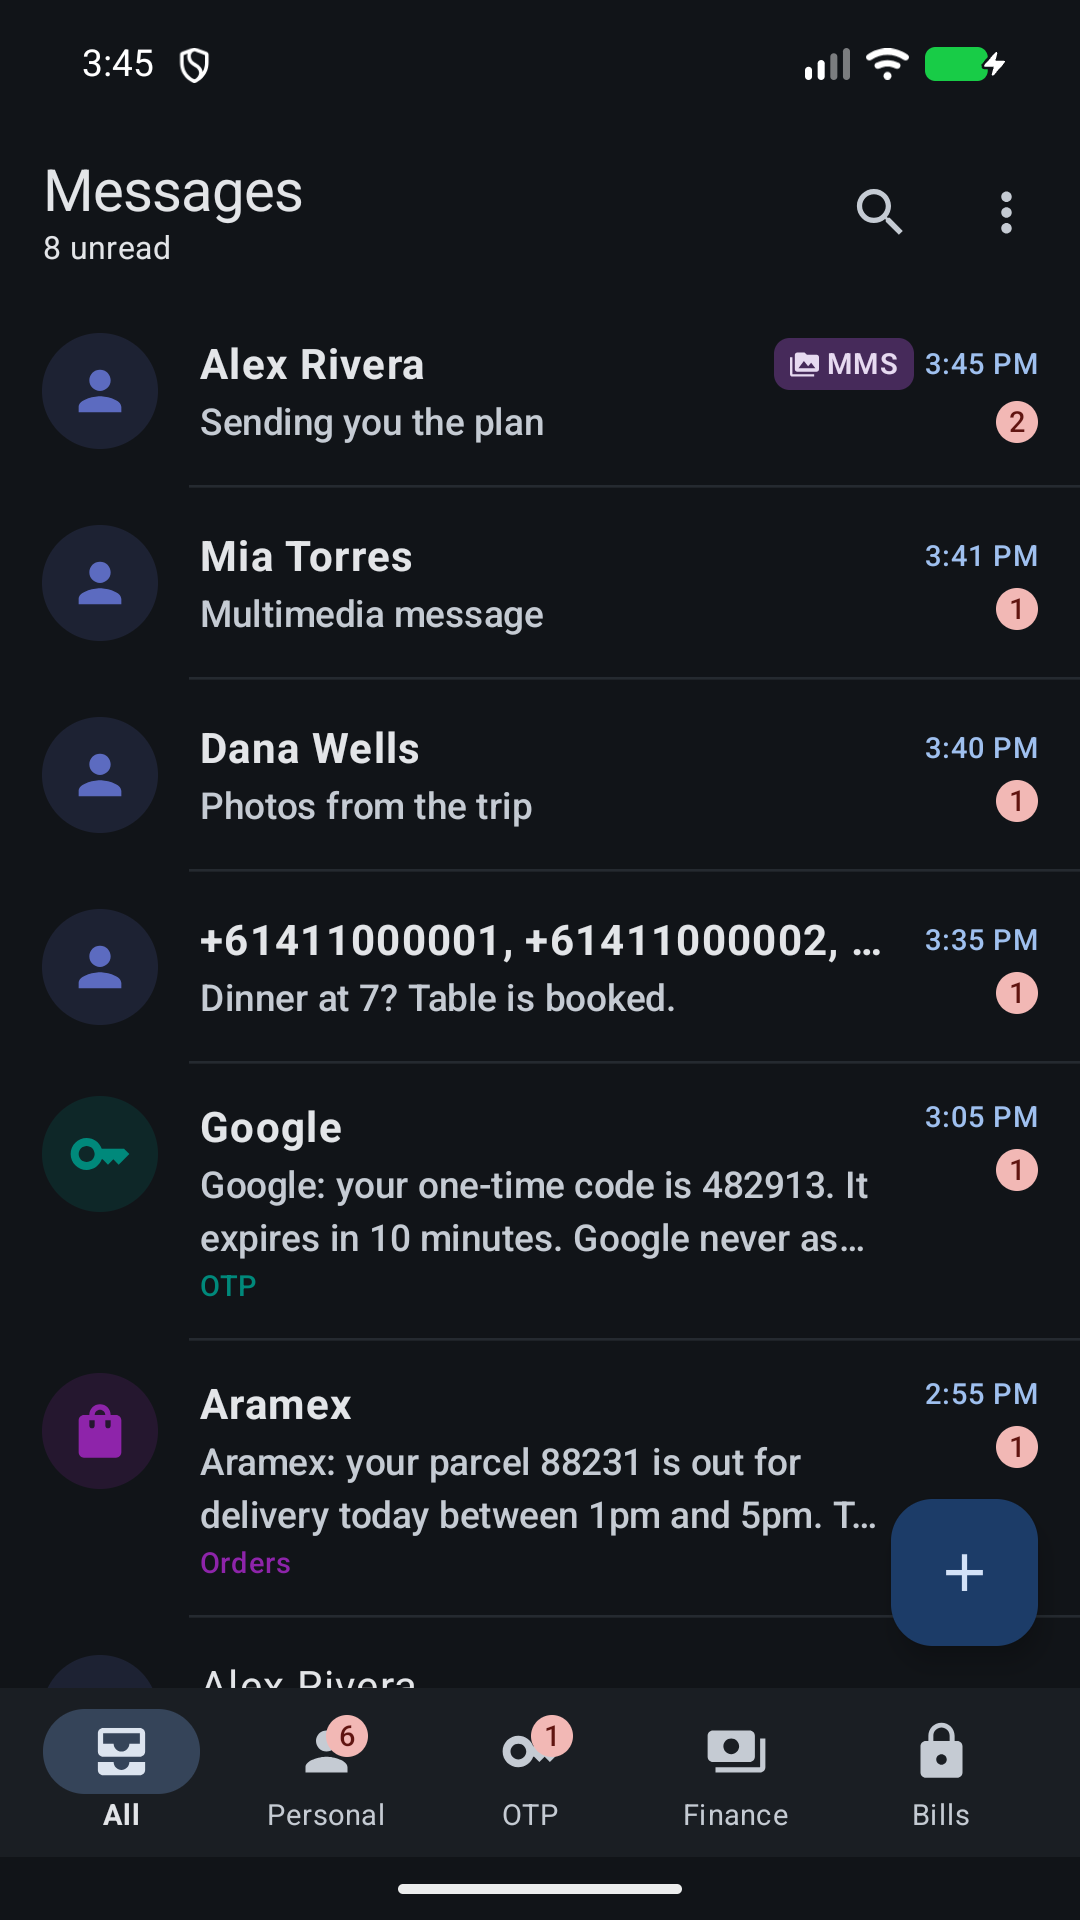 3:45
Messages
8 unread
Alex Rivera
MMS
3:45 PM
Sending you the plan
2
Mia Torres
3:41 PM
Multimedia message
1
Dana Wells
3:40 PM
Photos from the trip
1
+61411000001, +61411000002, …
3:35 PM
Dinner at 7? Table is booked.
1
Google
3:05 PM
Google: your one-time code is 482913. It
1
expires in 10 minutes. Google never as…
OTP
Aramex
2:55 PM
Aramex: your parcel 88231 is out for
1
delivery today between 1pm and 5pm. T…
Orders
Alex Rivera
6
1
All
Personal
OTP
Finance
Bills